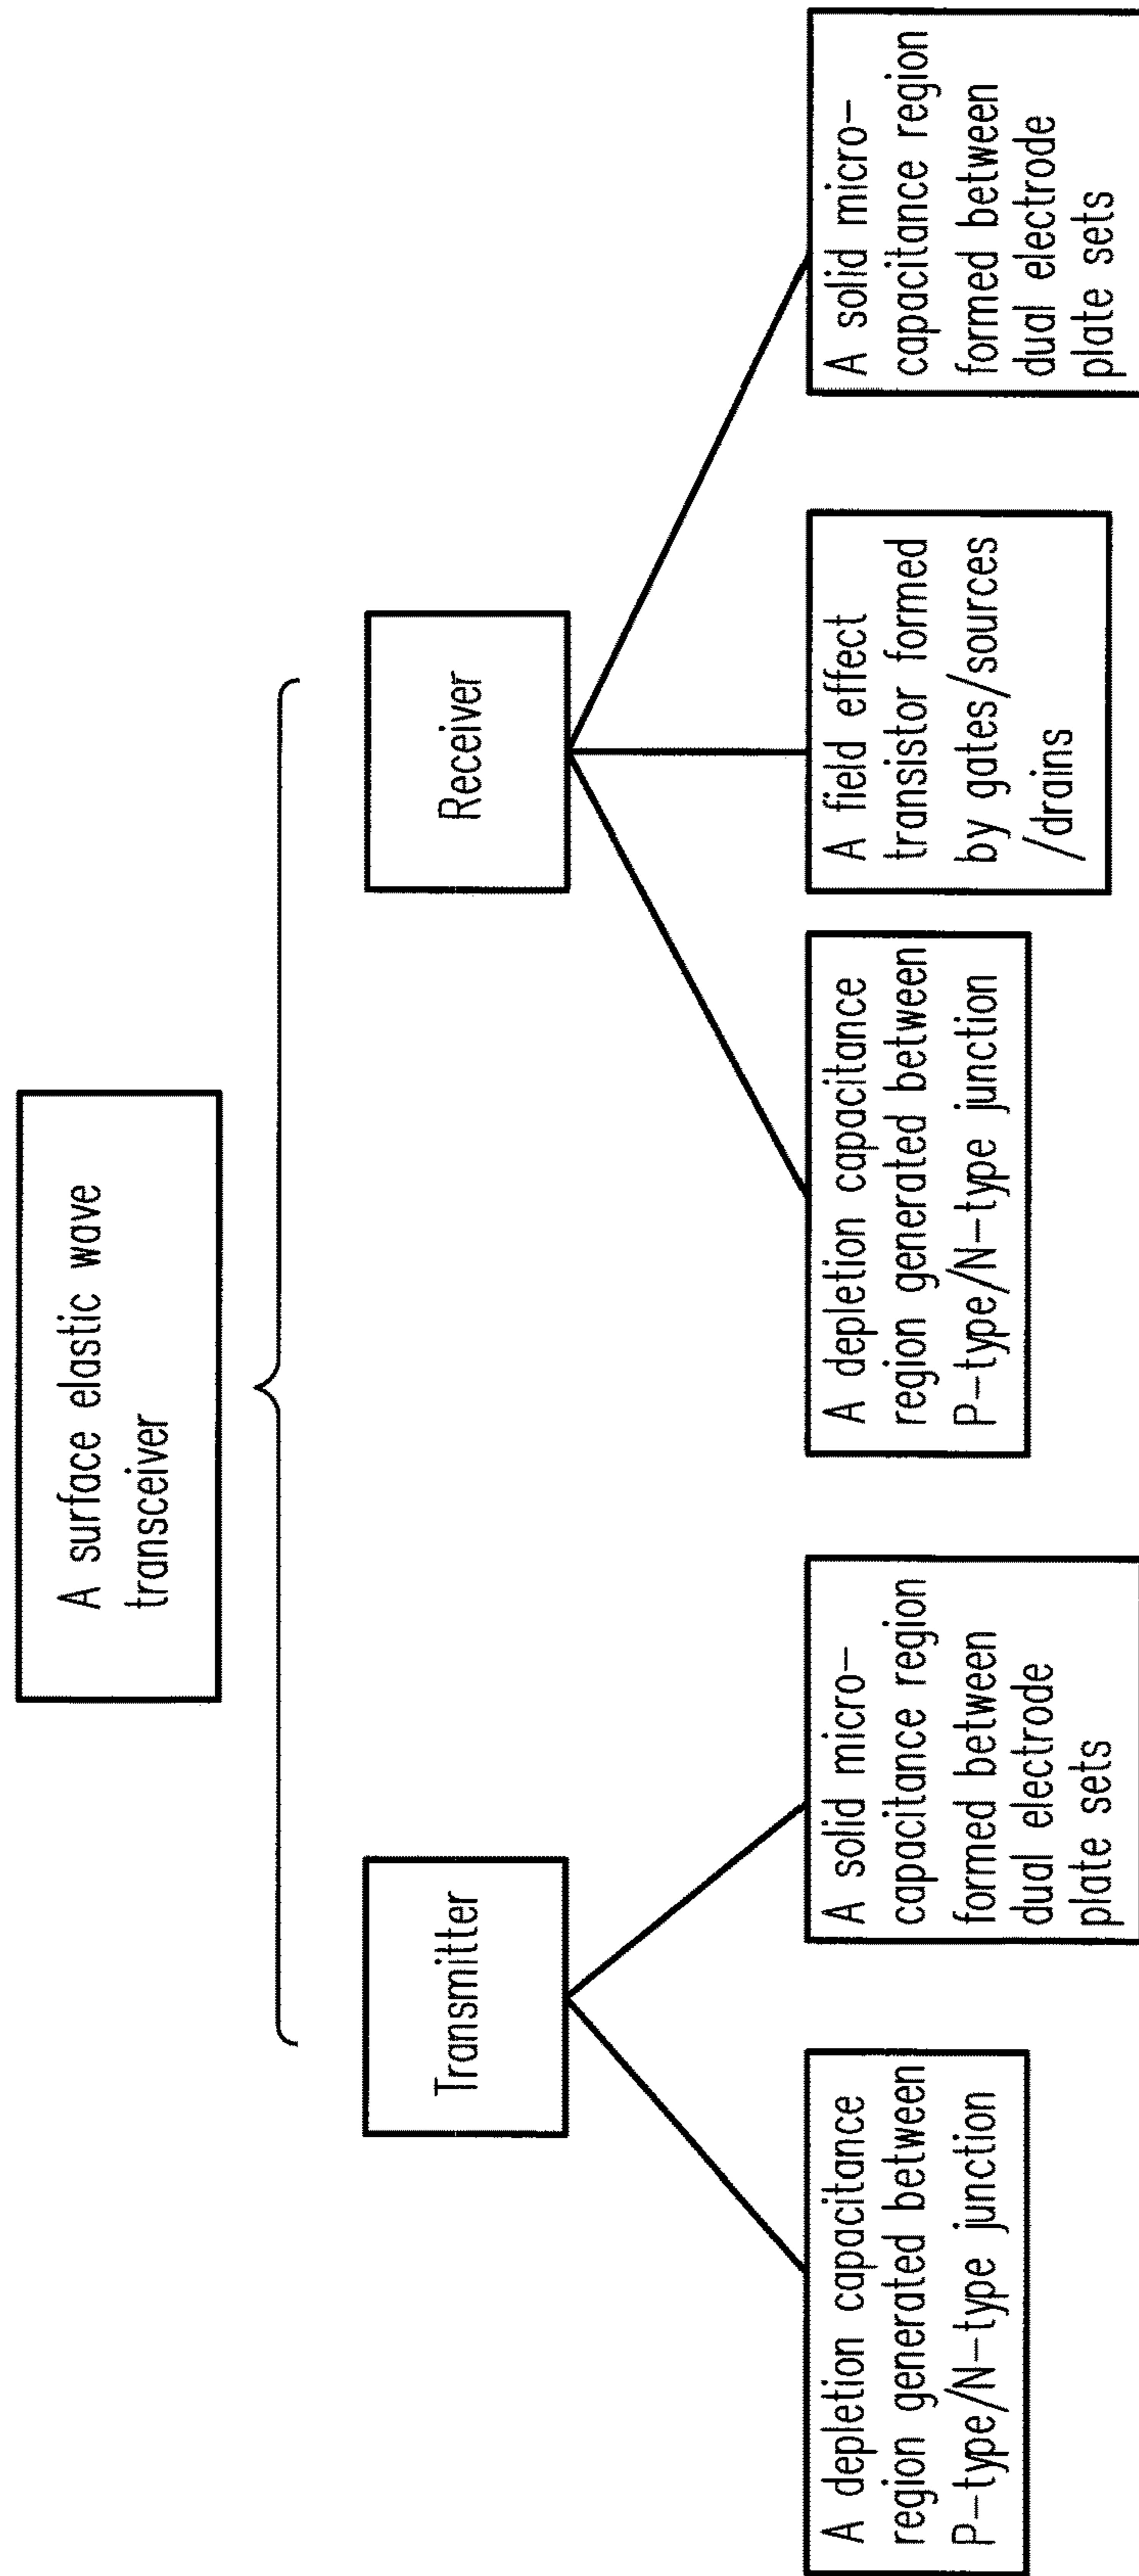 A surface elastic wave
transceiver
Transmitter
Receiver
A depletion capacitance
region generated between
P-type/N-type junction
A solid micro-
capacitance region
formed between
dual electrode
plate sets
A depletion capacitance
region generated between
P-type/N-type junction
A field effect
transistor formed
by gates/sources
/drains
A solid micro-
capacitance region
formed between
dual electrode
plate sets